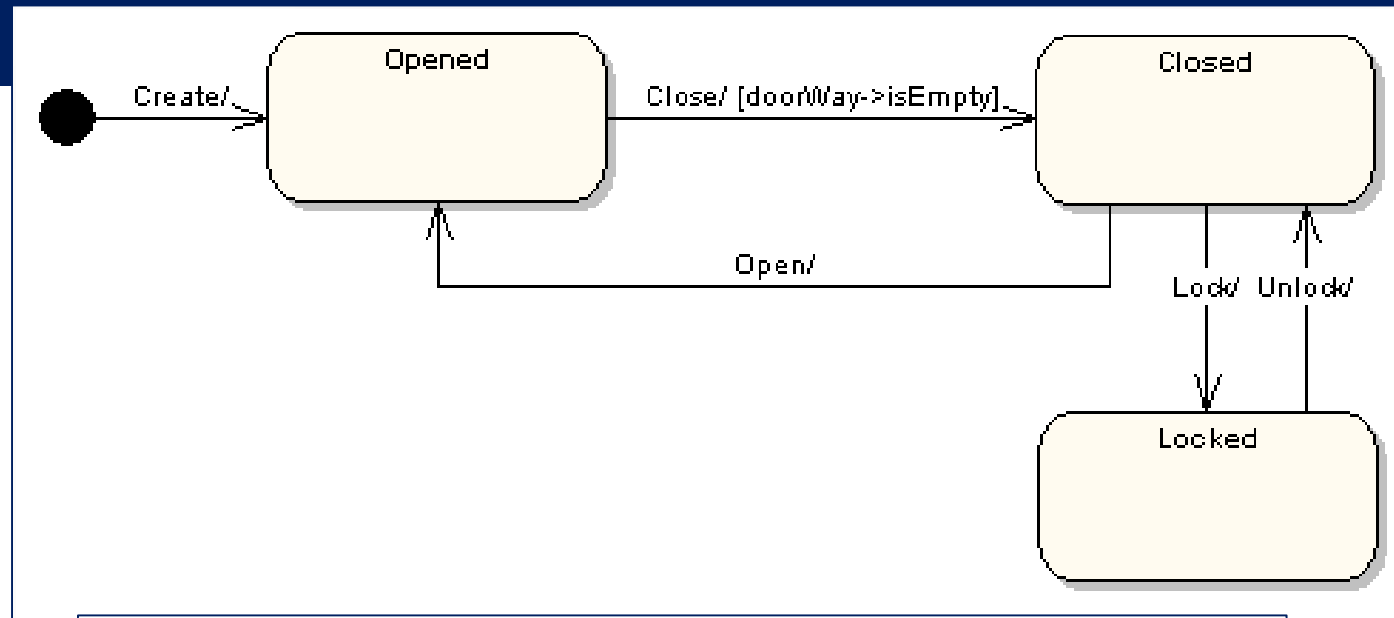 Opened
Closed
Create/
Close/ [doorWay->isEmpty]
Open/
Lock/
Unlock/
Locked